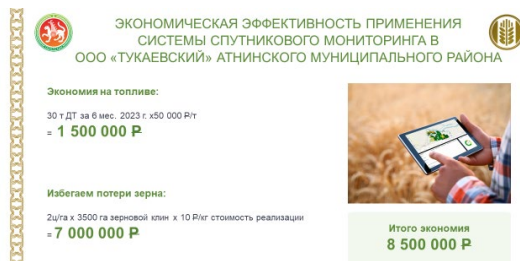 ЭКОНОМИЧЕСКАЯ ЭФФЕКТИВНОСТЬ ПРИМЕНЕНИЯ
СИСТЕМЫ СПУТНИКОВОГО МОНИТОРИНГА В
ООО «ТУКАЕВСКИЙ» АТНИНСКОГО МУНИЦИПАЛЬНОГО РАЙОНА
Экономия на топливе:
30 т ДТ за 6 мес. 2023 г. х50 000 ₽/т
= 1 500 000 ₽
Избегаем потери зерна:
2ц/га х 3500 га зерновой клин х 10 ₽/кг стоимость реализации
= 7 000 000 ₽
Итого экономия
8 500 000 ₽